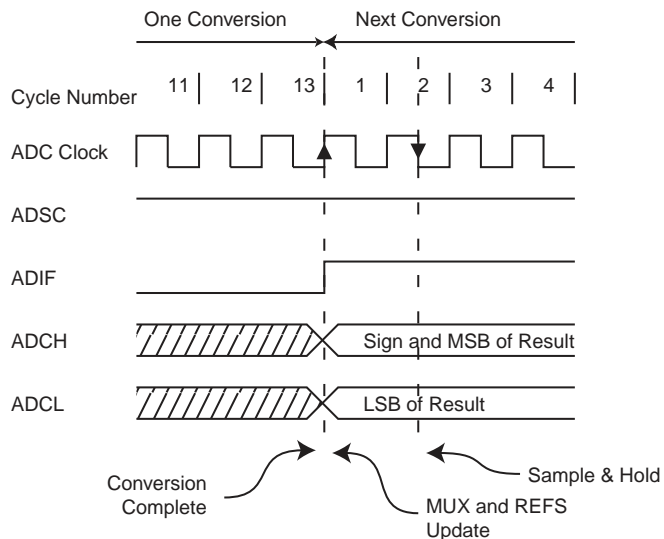 One Conversion Next Conversion
Cycle Number 11 12 13 1 2 3 4
ADC Clock
ADSC
ADIF
ADCH Sign and MSB of Result
ADCL LSB of Result
Conversion
Complete
MUX and REFS
Update
Sample & Hold